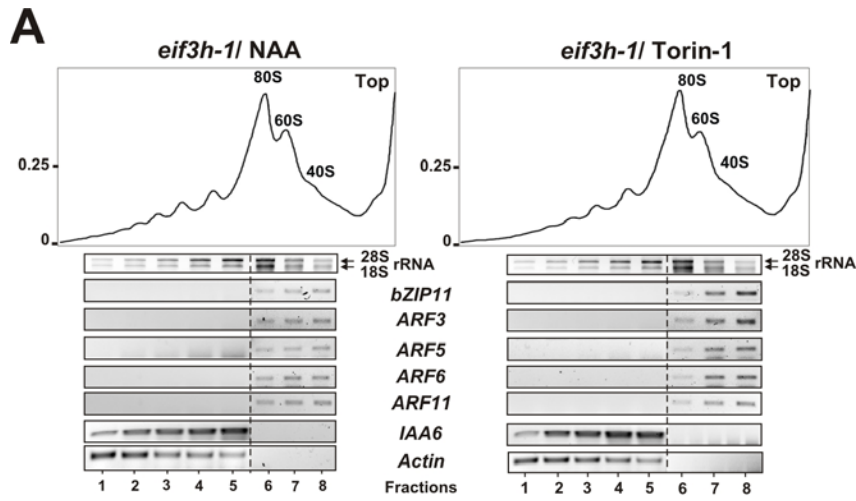 A
eif3h-1/ NAA
eif3h-1/ Torin-1
80S
Top
60S
40S
0.25
0
80S
Top
60S
40S
0.25
0
28S
18S
rRNA
28S
18S
rRNA
bZIP11
ARF3
ARF5
ARF6
ARF11
IAA6
Actin
1 2 3 4 5 6 7 8 Fractions 1 2 3 4 5 6 7 8